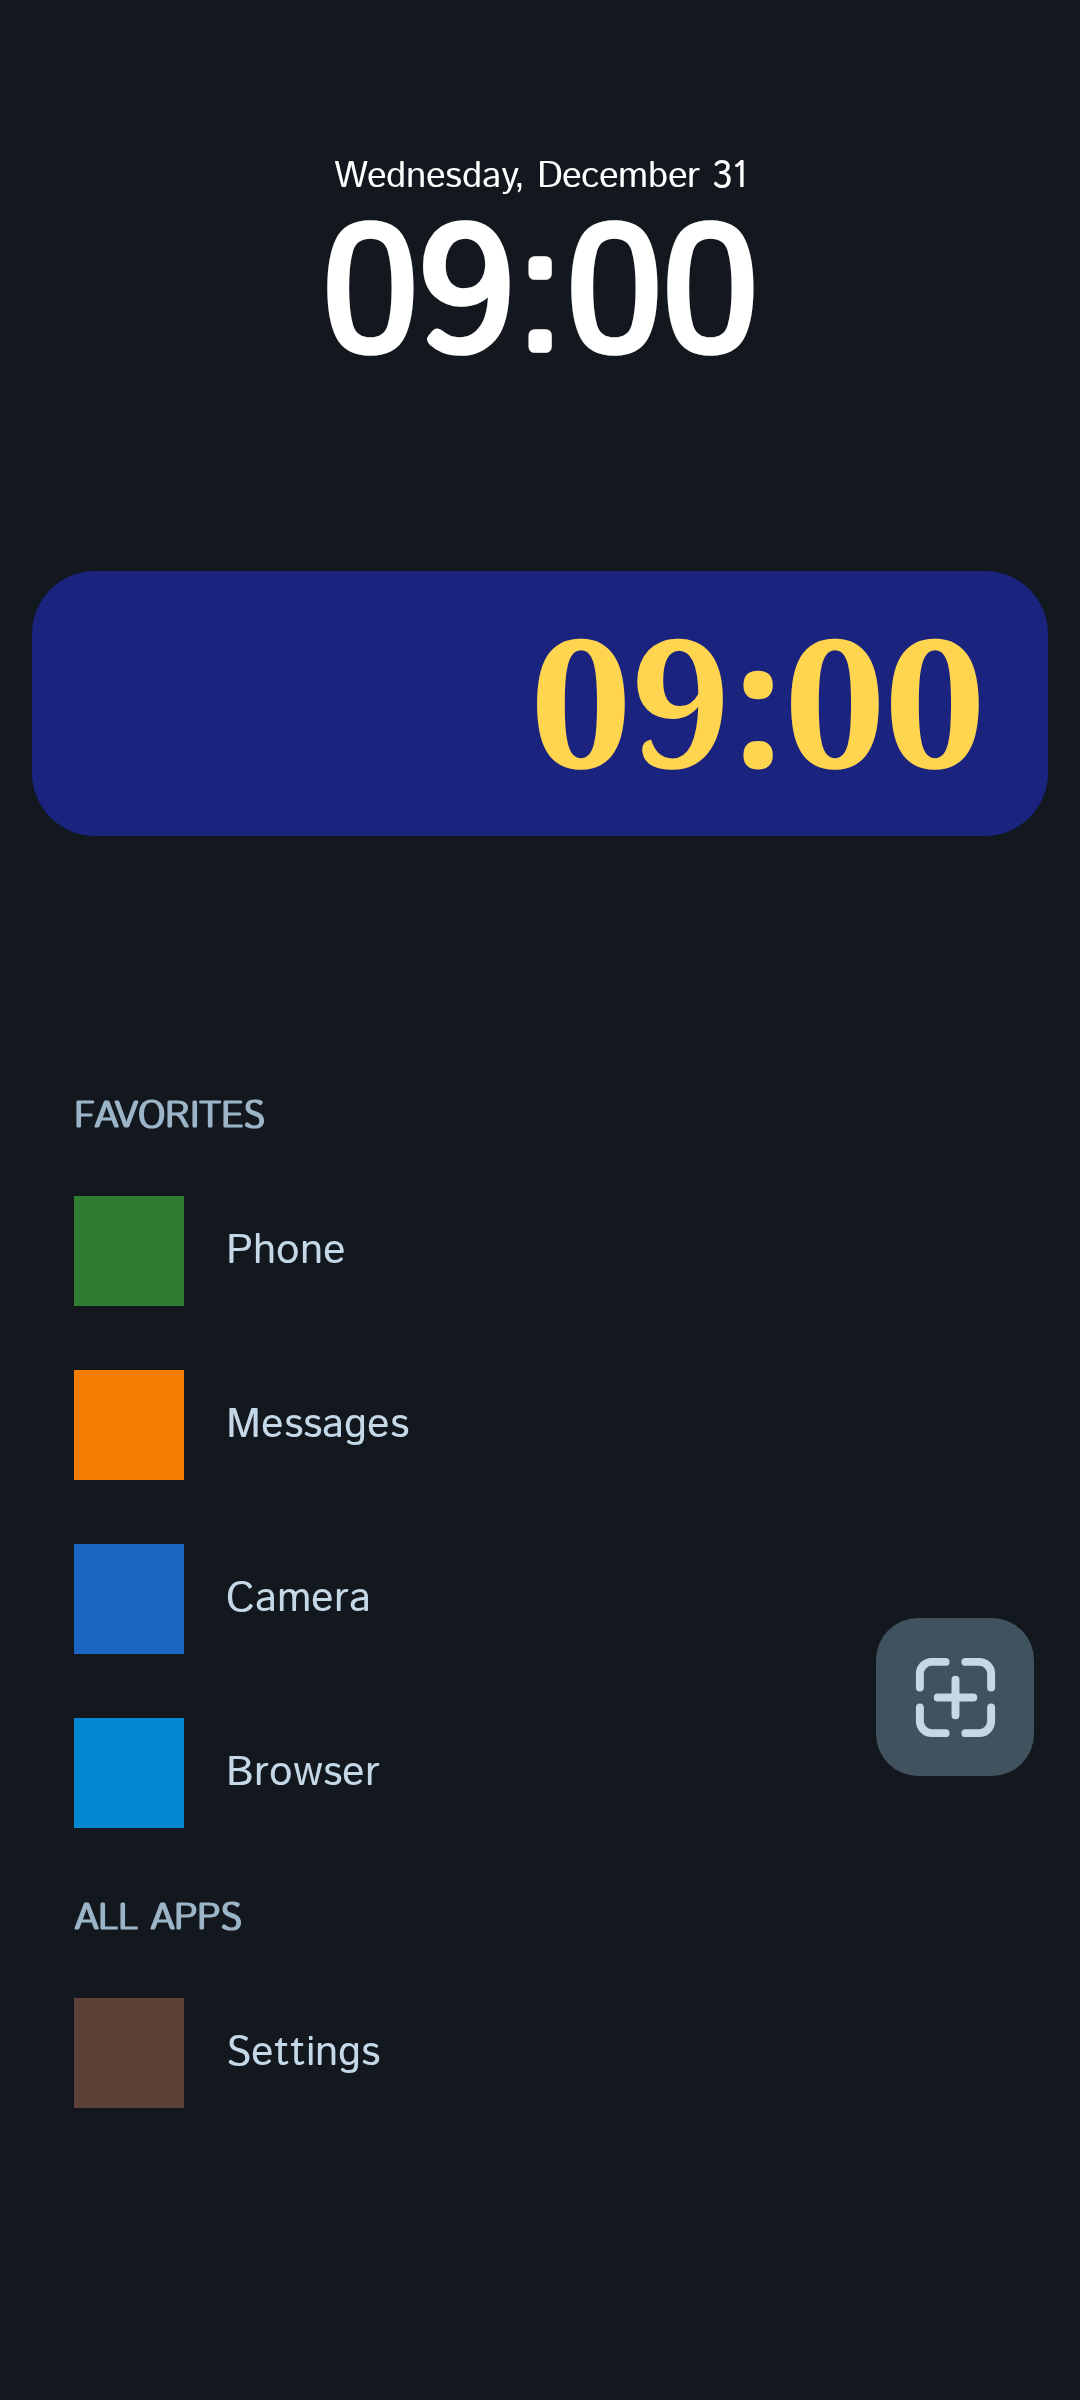 Wednesday, December 31
09:00
09:00
FAVORITES
Phone
Messages
Camera
Browser
ALL APPS
Settings